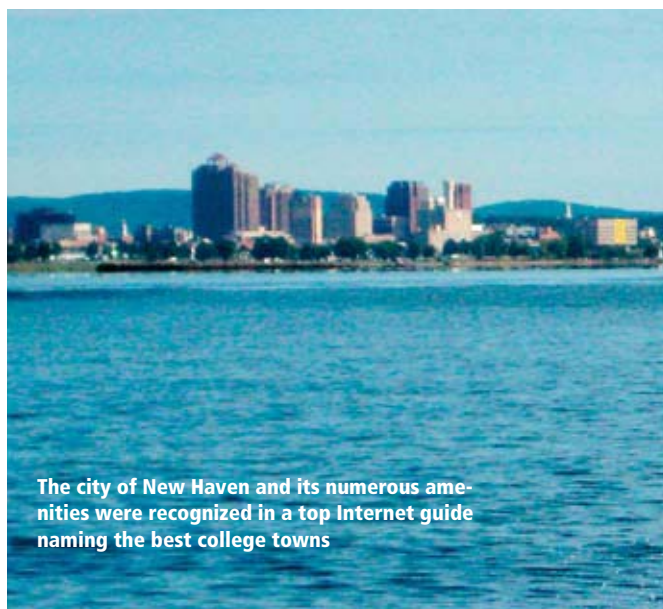 The city of New Haven and its numerous ame-
nities were recognized in a top Internet guide
naming the best college towns